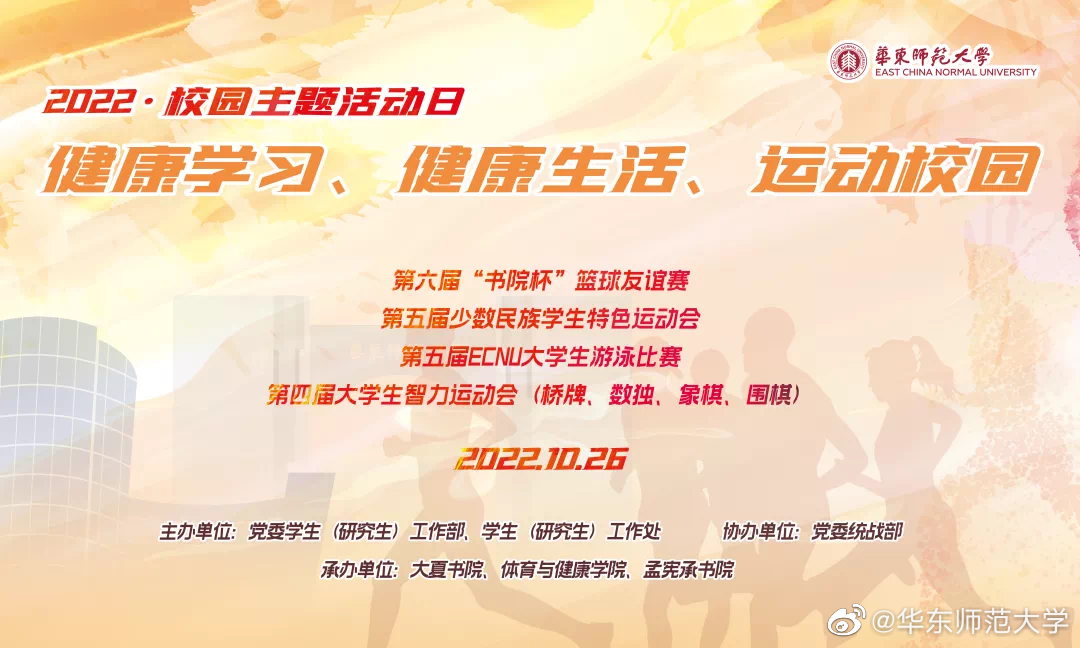 华东师范大学
EAST CHINA NORMAL UNIVERSITY
2022·校园主题活动日
健康学习、健康生活、运动校园
第六届“书院杯”篮球友谊赛
第五届少数民族学生特色运动会
第五届ECNU大学生游泳比赛
第四届大学生智力运动会（桥牌、数独、象棋、围棋）
2022.10.26
主办单位：党委学生（研究生）工作部、学生（研究生）工作处 协办单位：党委统战部
承办单位：大夏书院、体育与健康学院、孟宪承书院
@华东师范大学